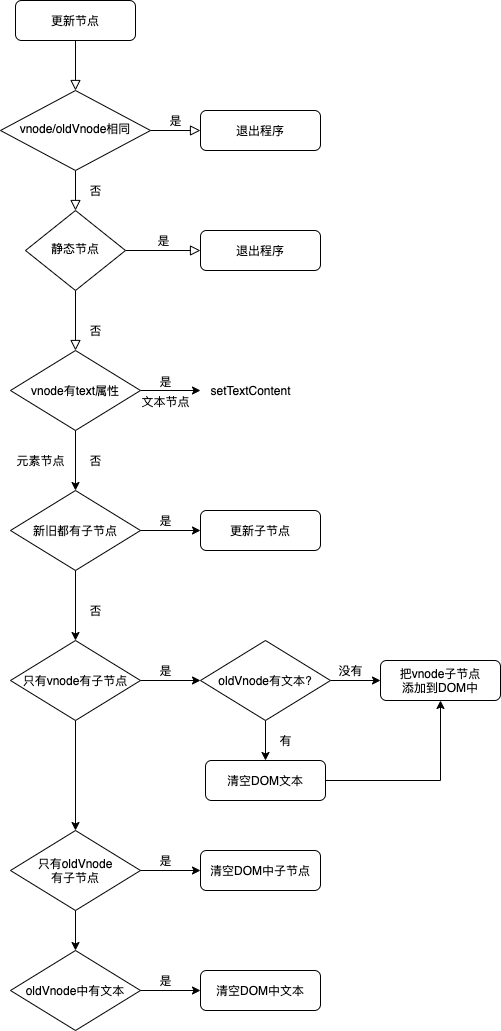 更新节点
vnode/oldVnode相同
是
退出程序
否
静态节点
是
退出程序
否
vnode有text属性
是
文本节点
setTextContent
元素节点
否
新旧都有子节点
是
更新子节点
否
只有vnode有子节点
是
oldVnode有文本?
没有
把vnode子节点
添加到DOM中
有
清空DOM文本
只有oldVnode
有子节点
是
清空DOM中子节点
oldVnode中有文本
是
清空DOM中文本